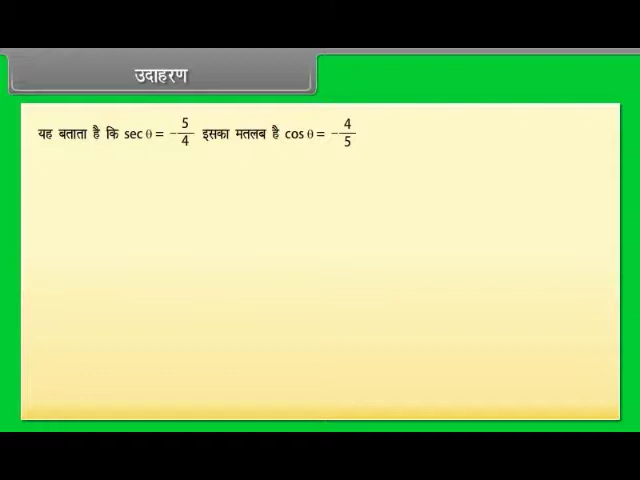 उदाहरण
यह बताता है कि sec θ = −5/4 इसका मतलब है cos θ = −4/5